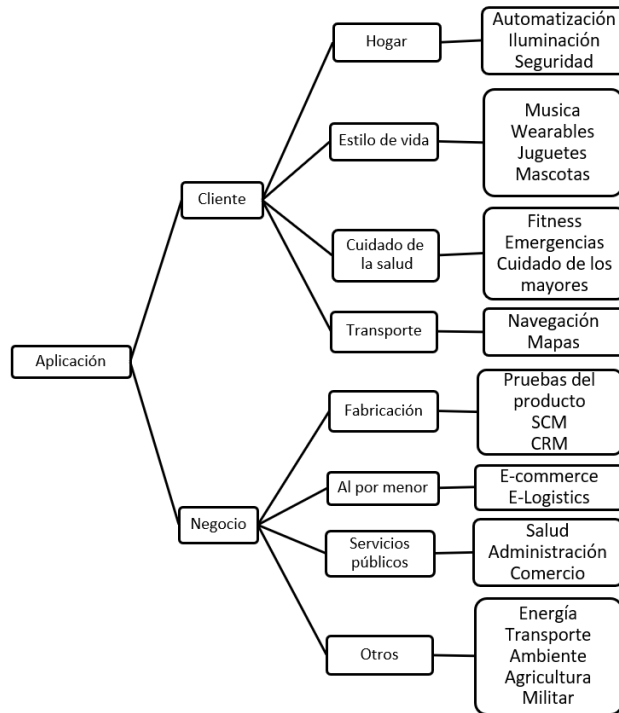 Aplicación
Cliente
Hogar
Automatización
Iluminación
Seguridad
Estilo de vida
Musica
Wearables
Juguetes
Mascotas
Cuidado de
la salud
Fitness
Emergencias
Cuidado de los
mayores
Transporte
Navegación
Mapas
Negocio
Fabricación
Pruebas del
producto
SCM
CRM
Al por menor
E-commerce
E-Logistics
Servicios
públicos
Salud
Administración
Comercio
Otros
Energía
Transporte
Ambiente
Agricultura
Militar